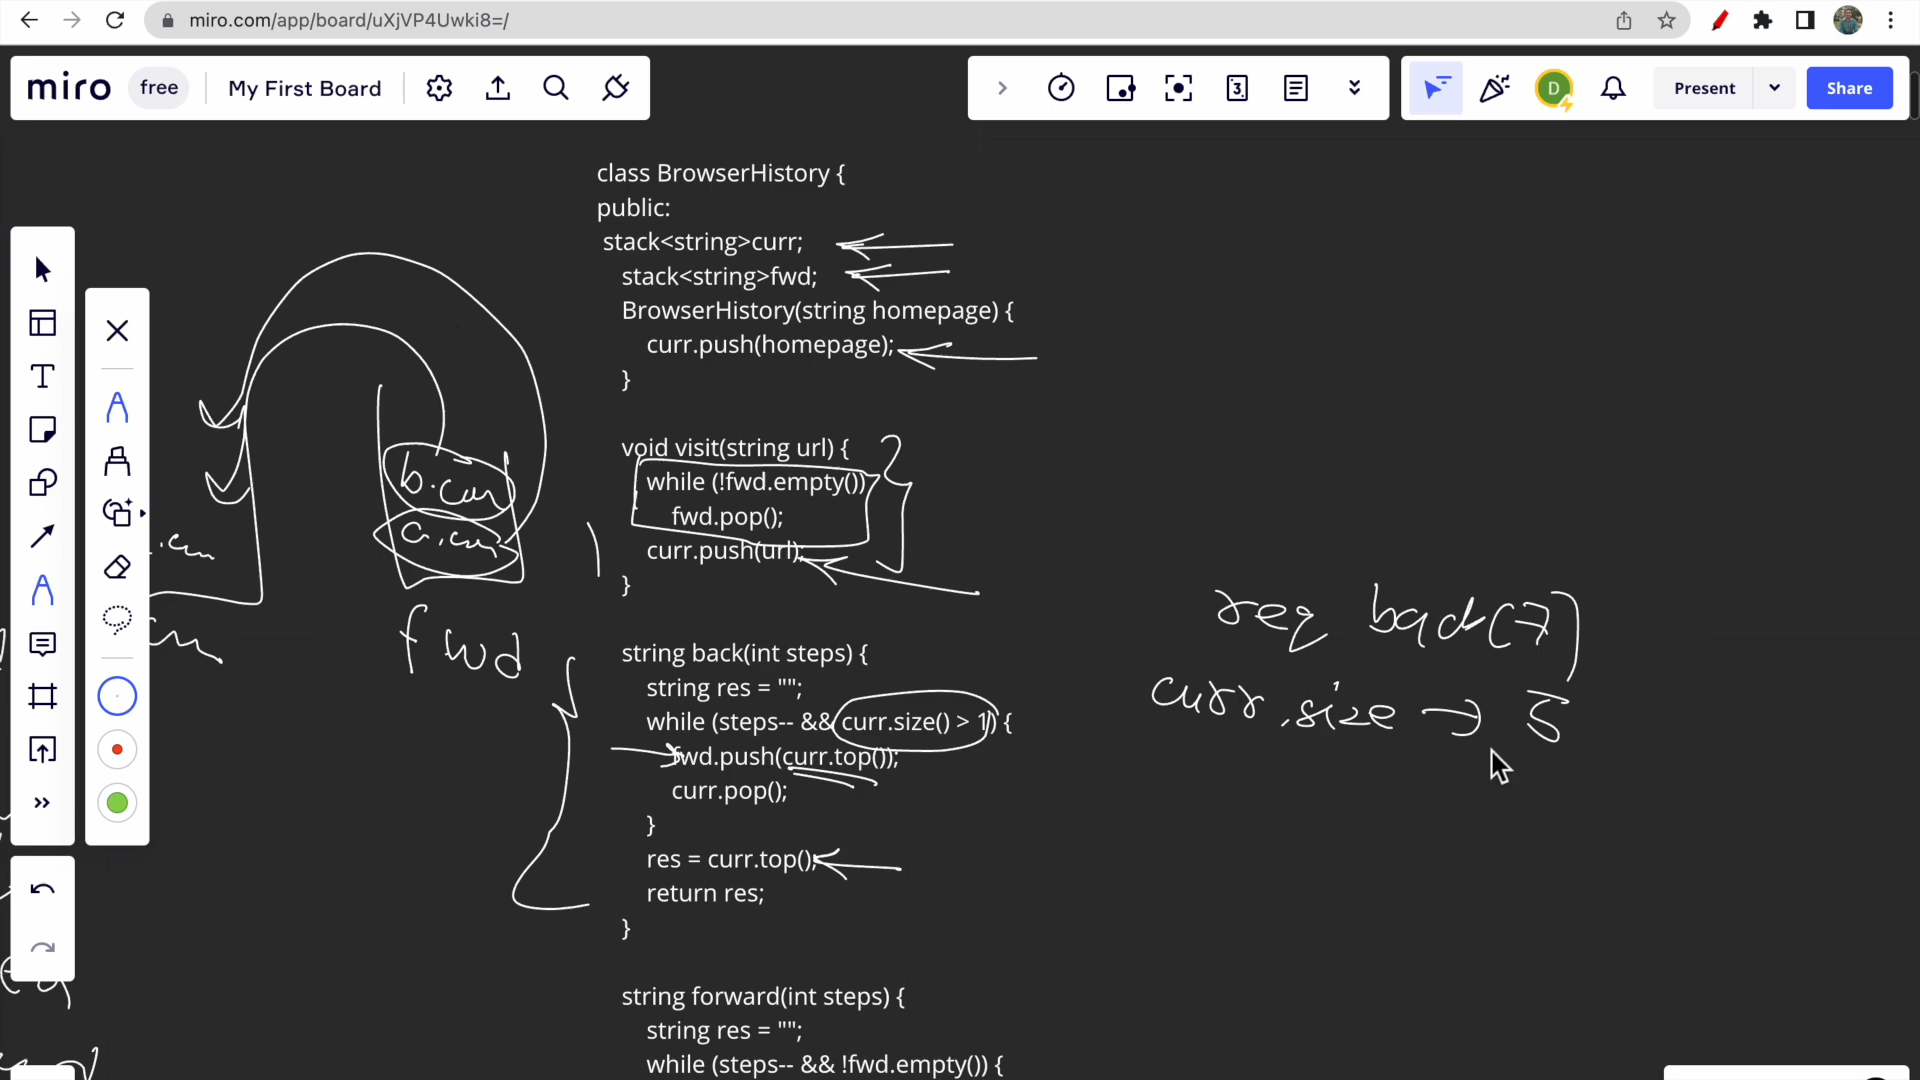 miro.com/app/board/uXjVP4Uwki8=/
miro free My First Board
3
D Present Share
class BrowserHistory {
public:
stack<string>curr;
stack<string>fwd;
BrowserHistory(string homepage) {
curr.push(homepage);
}
void visit(string url) {
while (!fwd.empty())
fwd.pop();
curr.push(url);
}
string back(int steps) {
string res = "";
while (steps-- && curr.size() > 1) {
fwd.push(curr.top());
curr.pop();
}
res = curr.top();
return res;
}
string forward(int steps) {
string res = "";
while (steps-- && !fwd.empty()) {
b.com
a.com
fwd
req back(7)
curr.size → 5